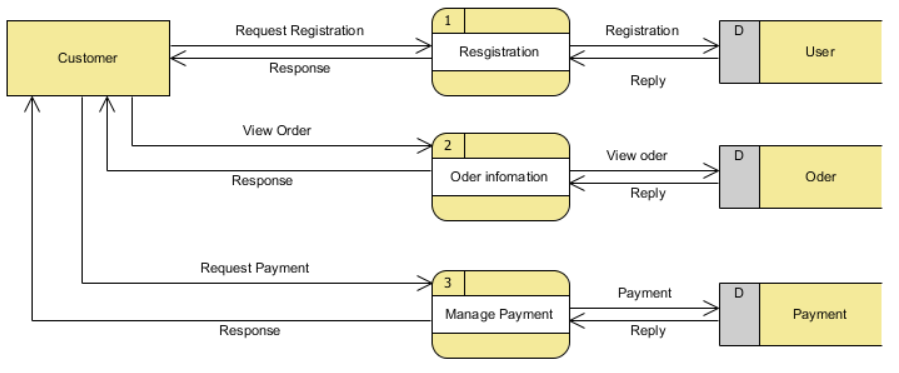 Customer
Request Registration
Response
1
Resgistration
Registration
Reply
D
User
View Order
Response
2
Oder infomation
View oder
Reply
D
Oder
Request Payment
Response
3
Manage Payment
Payment
Reply
D
Payment